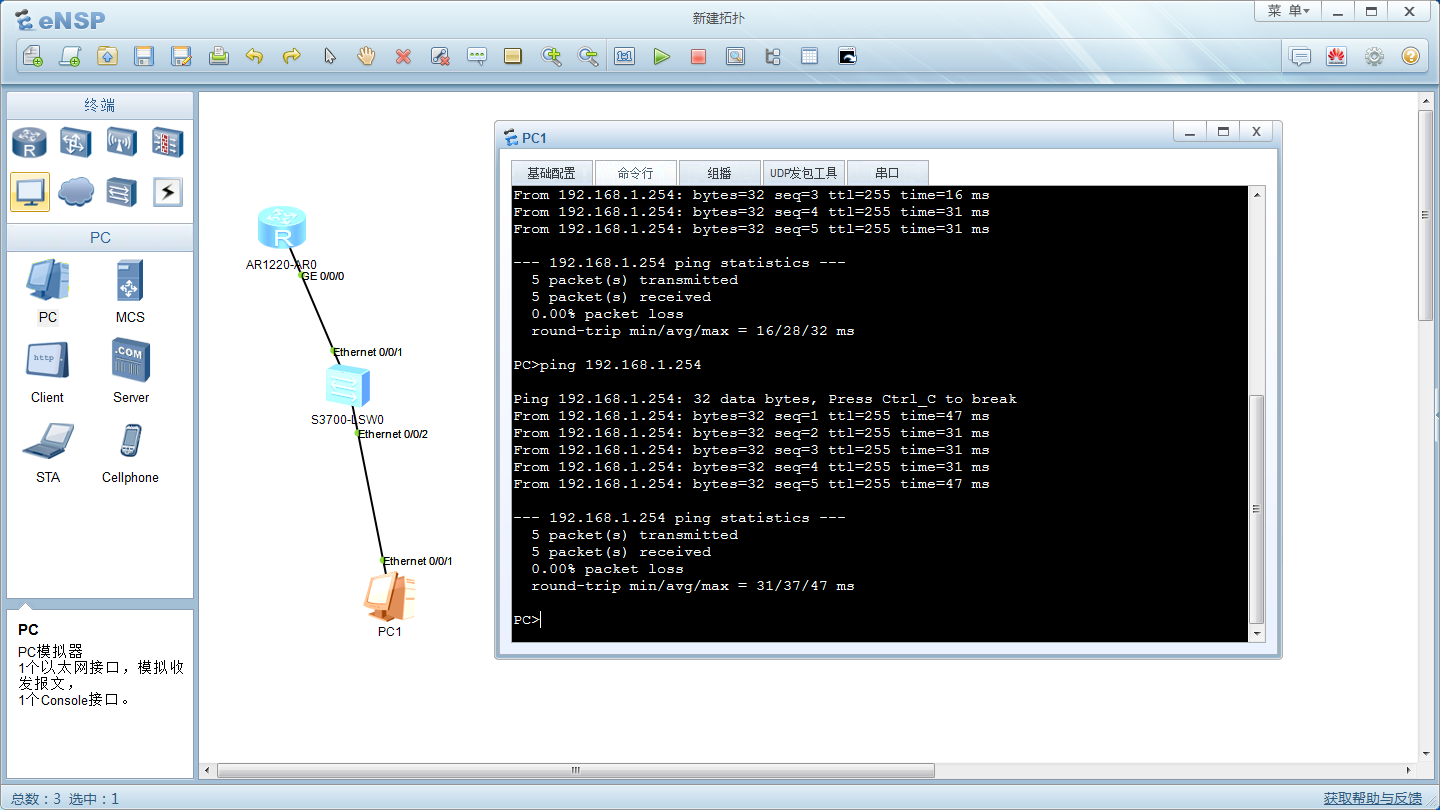 eNSP
新建拓扑
菜 单
终端
PC
PC
MCS
Client
Server
STA
Cellphone
http
.COM
PC
PC模拟器
1个以太网接口，模拟收
发报文，
1个Console接口。
R
AR1220-AR0
GE 0/0/0
Ethernet 0/0/1
S3700-LSW0
Ethernet 0/0/2
Ethernet 0/0/1
PC1
PC1
基础配置
命令行
组播
UDP发包工具
串口
From 192.168.1.254: bytes=32 seq=3 ttl=255 time=16 ms
From 192.168.1.254: bytes=32 seq=4 ttl=255 time=31 ms
From 192.168.1.254: bytes=32 seq=5 ttl=255 time=31 ms
--- 192.168.1.254 ping statistics ---
5 packet(s) transmitted
5 packet(s) received
0.00% packet loss
round-trip min/avg/max = 16/28/32 ms
PC>ping 192.168.1.254
Ping 192.168.1.254: 32 data bytes, Press Ctrl_C to break
From 192.168.1.254: bytes=32 seq=1 ttl=255 time=47 ms
From 192.168.1.254: bytes=32 seq=2 ttl=255 time=31 ms
From 192.168.1.254: bytes=32 seq=3 ttl=255 time=31 ms
From 192.168.1.254: bytes=32 seq=4 ttl=255 time=31 ms
From 192.168.1.254: bytes=32 seq=5 ttl=255 time=47 ms
--- 192.168.1.254 ping statistics ---
5 packet(s) transmitted
5 packet(s) received
0.00% packet loss
round-trip min/avg/max = 31/37/47 ms
PC>
总数：3 选中：1
获取帮助与反馈